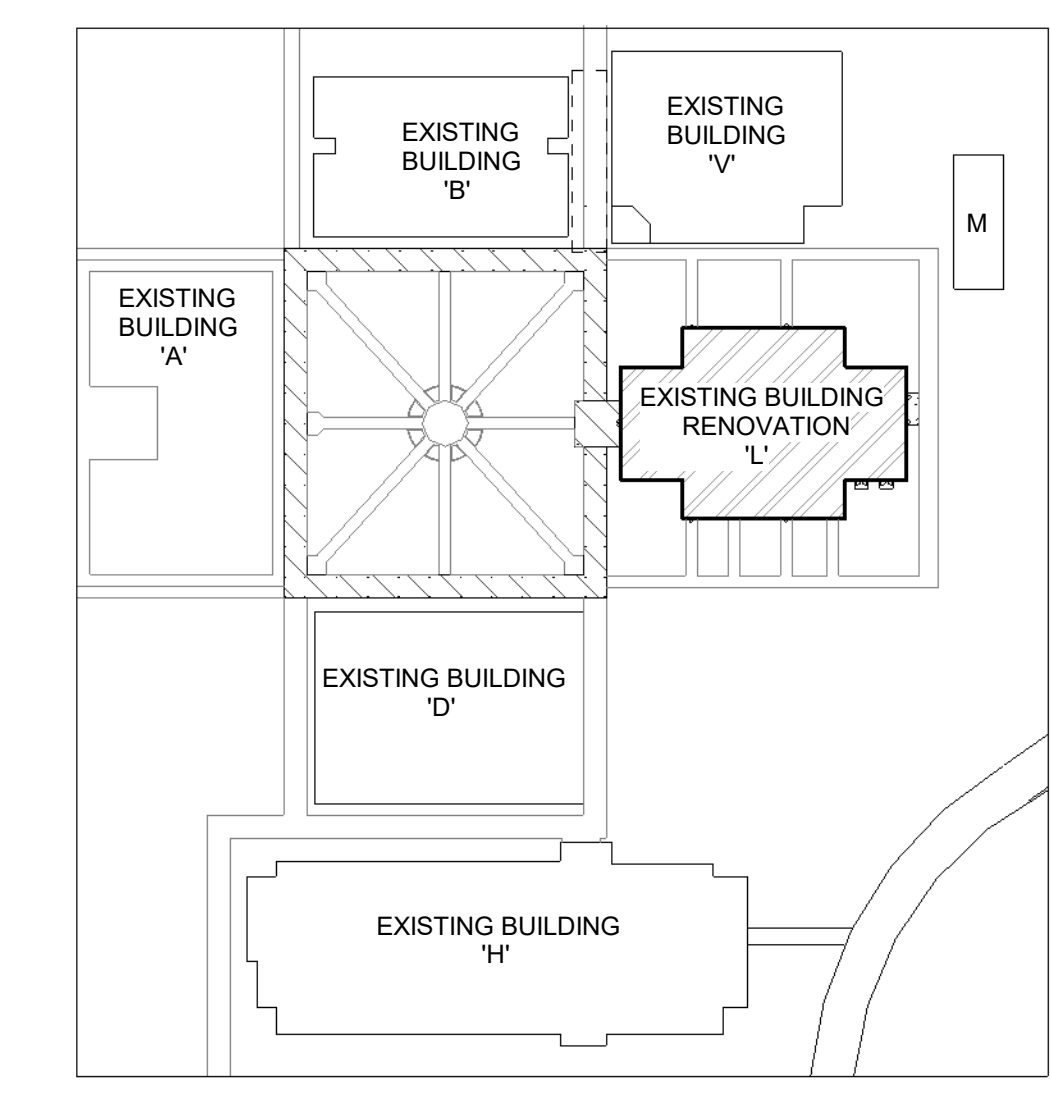 EXISTING
BUILDING
'B'
EXISTING
BUILDING
'V'
M
EXISTING
BUILDING
'A'
EXISTING BUILDING
RENOVATION
'L'
EXISTING BUILDING
'D'
EXISTING BUILDING
'H'